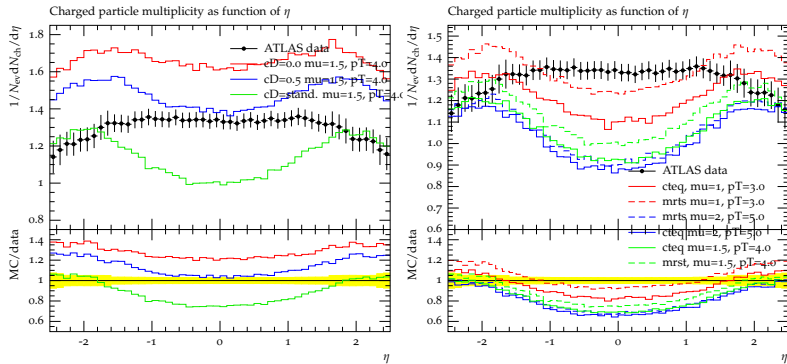 Charged particle multiplicity as function of η
1/N_ev dN_ch/dη
ATLAS data
cD=0.0 mu=1.5, pT=4.0
cD=0.5 mu=1.5, pT=4.0
cD=stand. mu=1.5, pT=4.0
1.8
1.6
1.4
1.2
1
0.8
MC/data
1.4
1.2
1
0.8
0.6
-2
-1
0
1
2
η
Charged particle multiplicity as function of η
1/N_ev dN_ch/dη
1.5
1.4
1.3
1.2
1.1
1.0
0.9
0.8
0.7
0.6
ATLAS data
cteq, mu=1, pT=3.0
mrts mu=1, pT=3.0
mrts mu=2, pT=5.0
cteq mu=2, pT=5.0
cteq mu=1.5, pT=4.0
mrst, mu=1.5, pT=4.0
MC/data
1.4
1.2
1
0.8
0.6
-2
-1
0
1
2
η